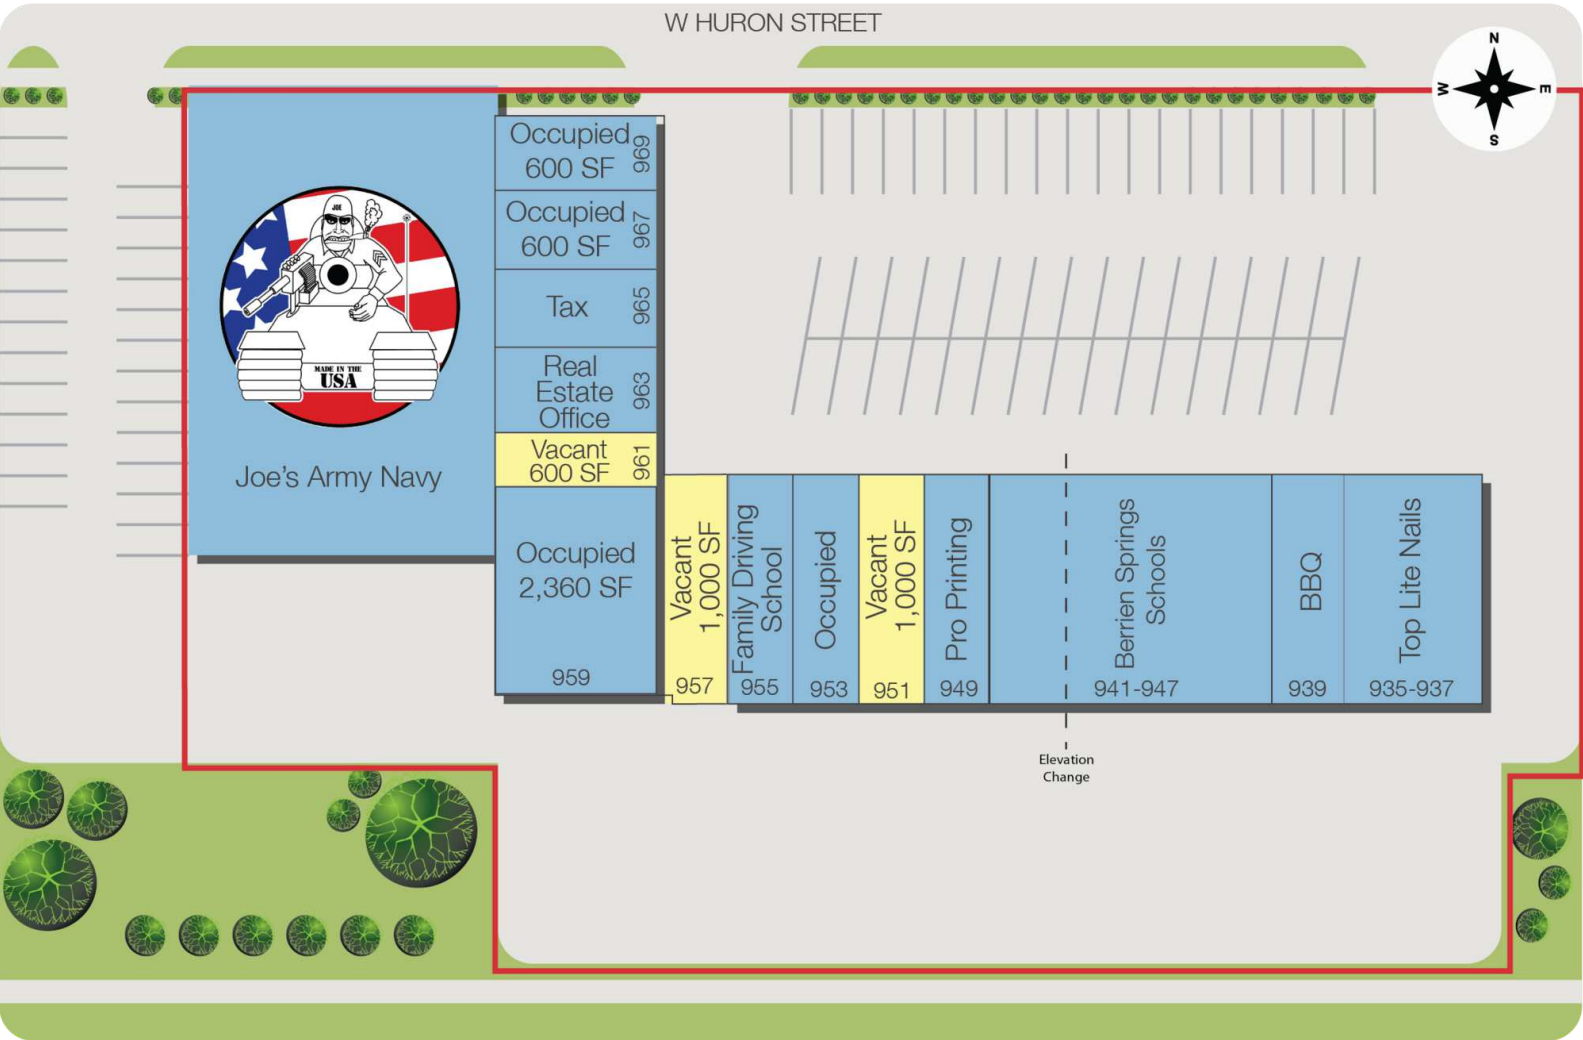 W HURON STREET
N
W
E
S
Occupied
600 SF
969
Occupied
600 SF
967
Tax
965
Real
Estate
Office
963
Vacant
600 SF
961
JOE
MADE IN THE
USA
Joe's Army Navy
Occupied
2,360 SF
959
Vacant
1,000 SF
957
Family Driving
School
955
Occupied
953
Vacant
1,000 SF
951
Pro Printing
949
Berrien Springs
Schools
941-947
BBQ
939
Top Lite Nails
935-937
Elevation
Change